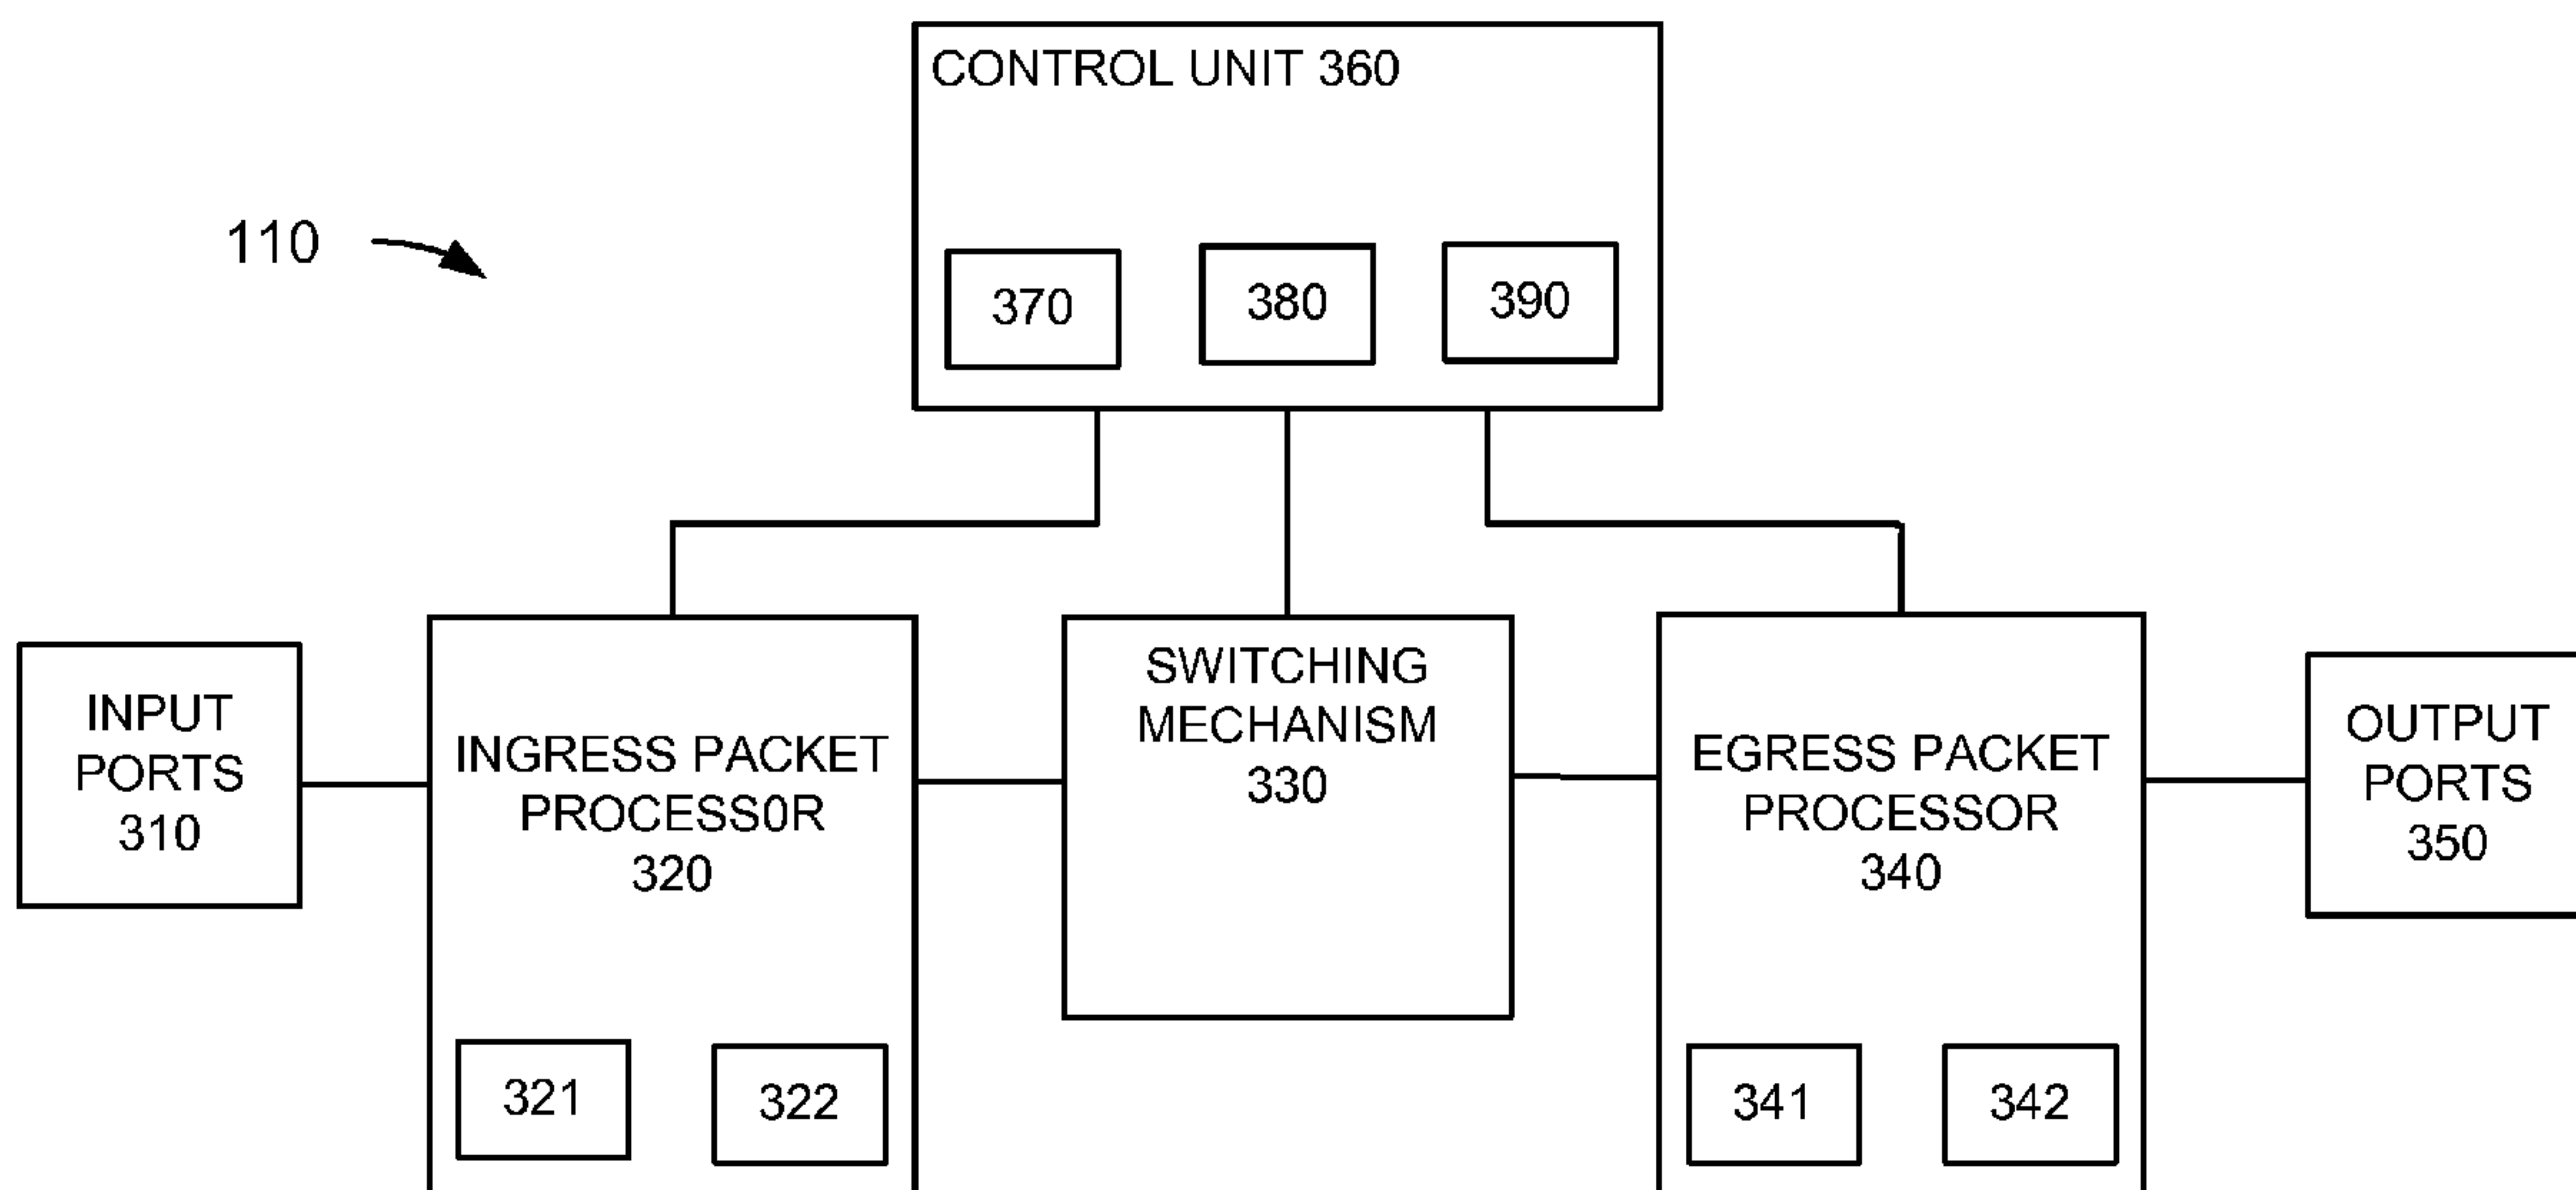 CONTROL UNIT 360
110
370
380
390
INPUT
PORTS
310
INGRESS PACKET
PROCESS0R
320
SWITCHING
MECHANISM
330
EGRESS PACKET
PROCESSOR
340
OUTPUT
PORTS
350
321
322
341
342